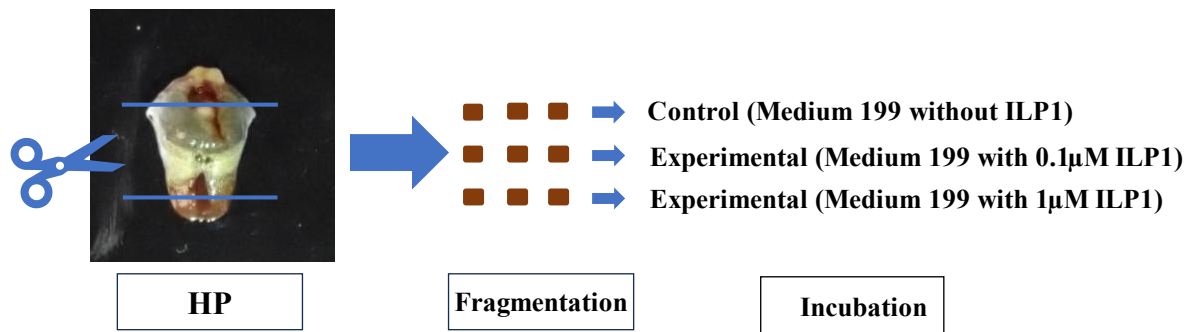 Control (Medium 199 without ILP1)
Experimental (Medium 199 with 0.1μM ILP1)
Experimental (Medium 199 with 1μM ILP1)
HP
Fragmentation
Incubation